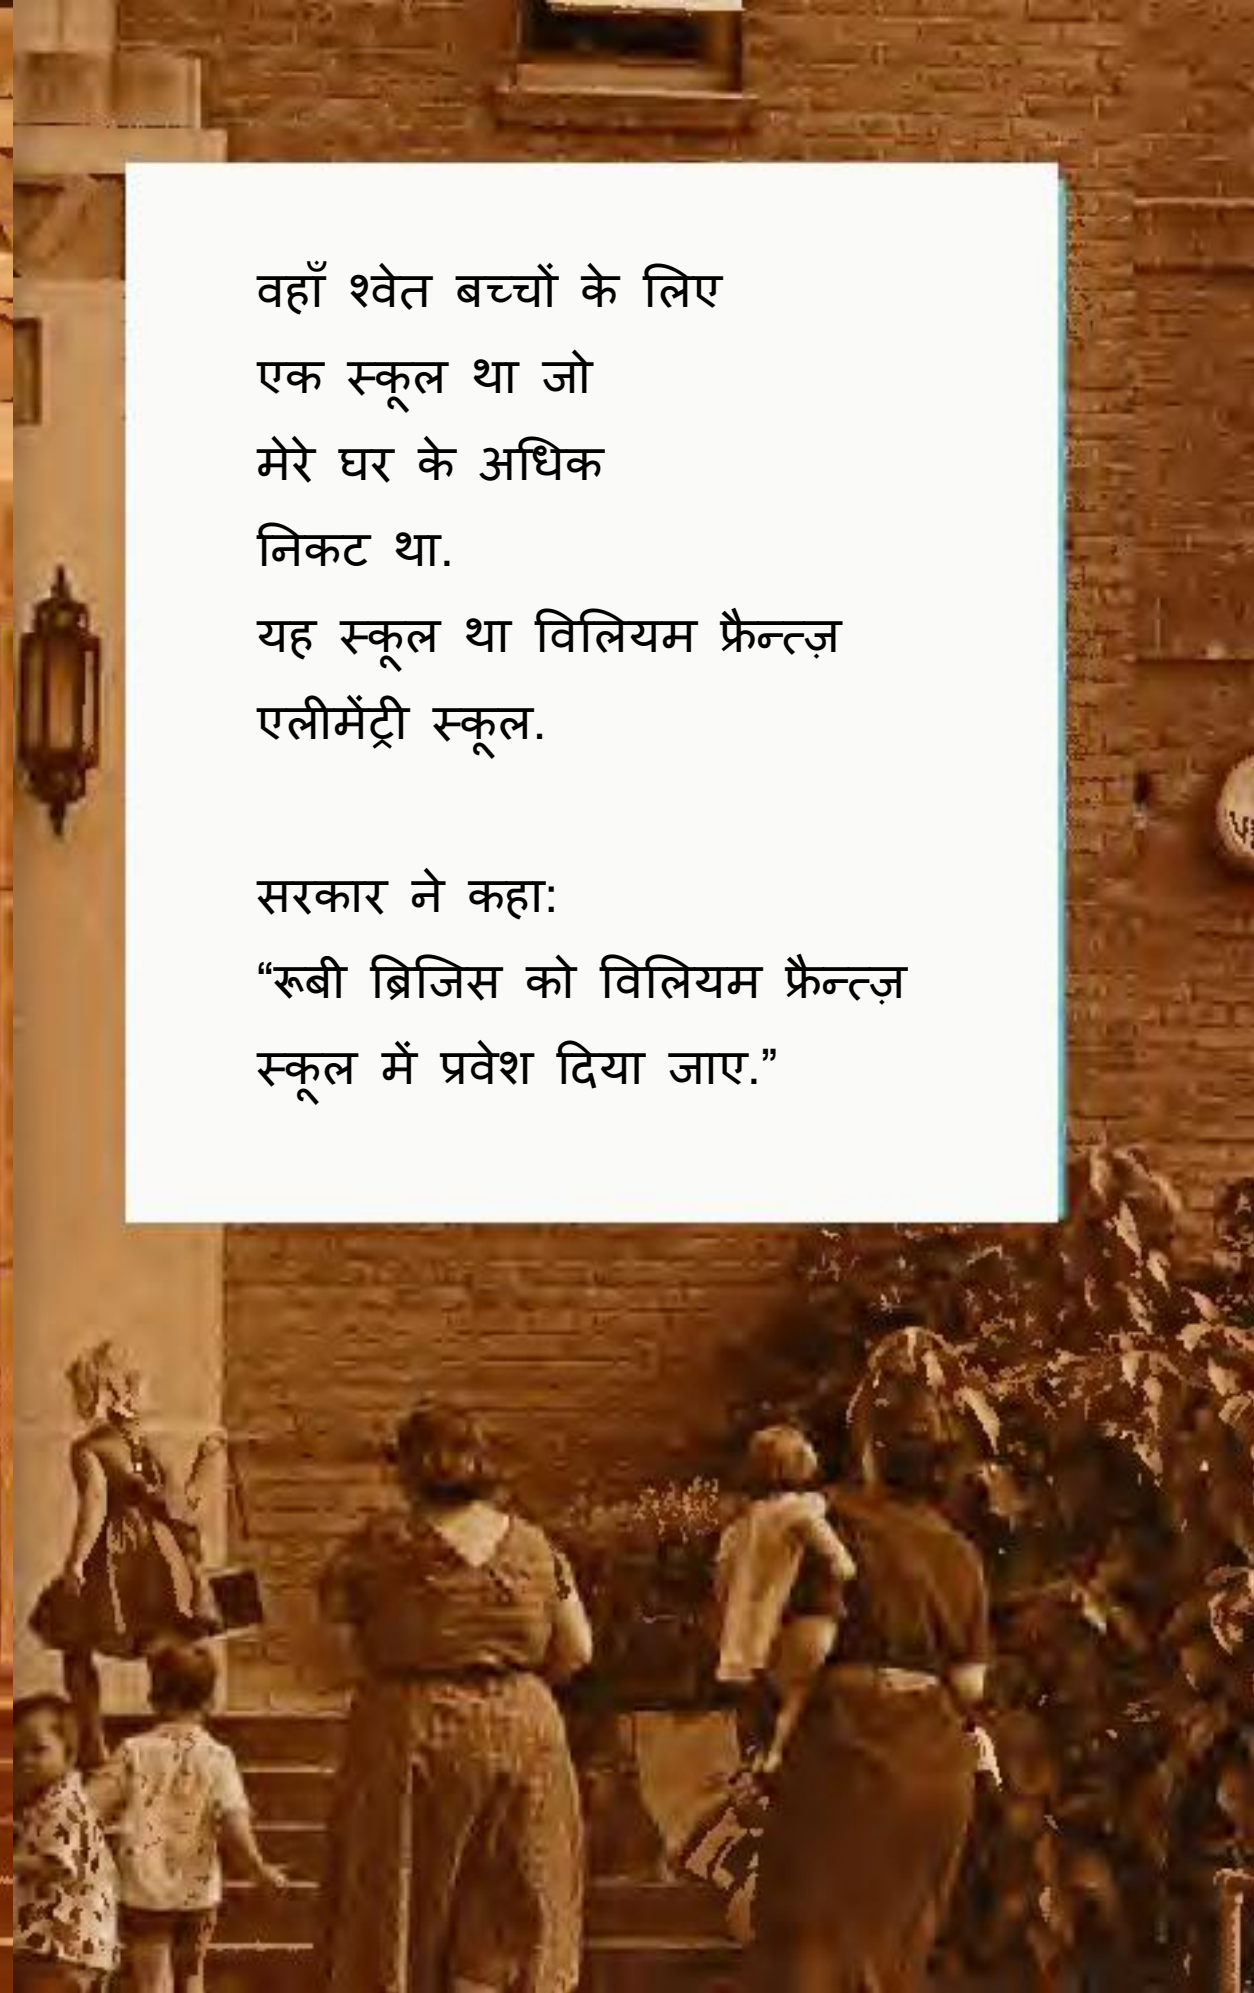 वहाँ श्वेत बच्चों के लिए
एक स्कूल था जो
मेरे घर के अधिक
निकट था.
यह स्कूल था विलियम फ्रैन्त्ज़
एलीमेंट्री स्कूल.
सरकार ने कहा:
“रूबी ब्रिजिस को विलियम फ्रैन्त्ज़
स्कूल में प्रवेश दिया जाए.”